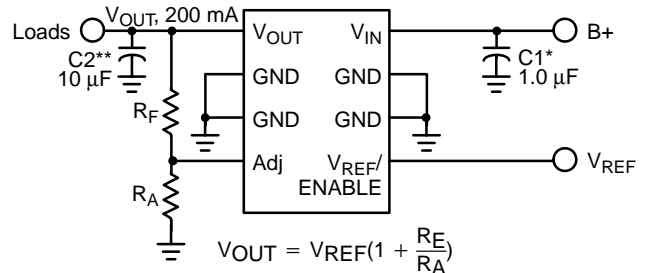 Loads
VOUT, 200 mA
C2**
10 μF
RF
RA
VOUT
GND
GND
Adj
VIN
GND
GND
VREF/
ENABLE
C1*
1.0 μF
B+
VREF
VOUT = VREF(1 + RE/RA)